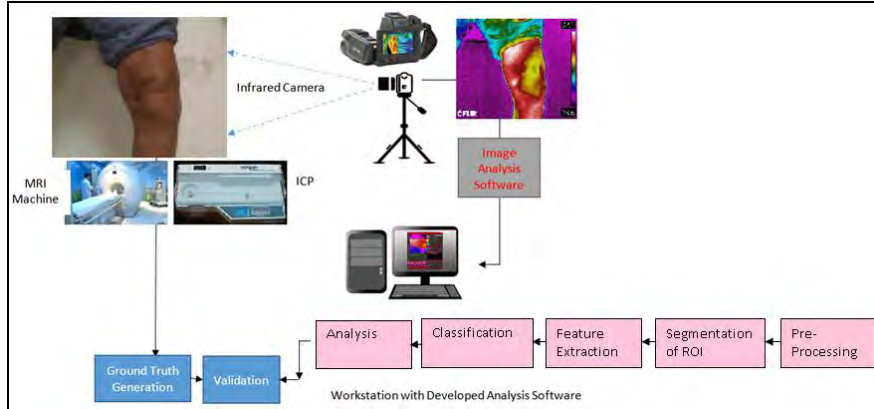 Infrared Camera
MRI
Machine
ICP
FLIR
Image
Analysis
Software
Analysis
Classification
Feature
Extraction
Segmentation
of ROI
Pre-
Processing
Ground Truth
Generation
Validation
Workstation with Developed Analysis Software